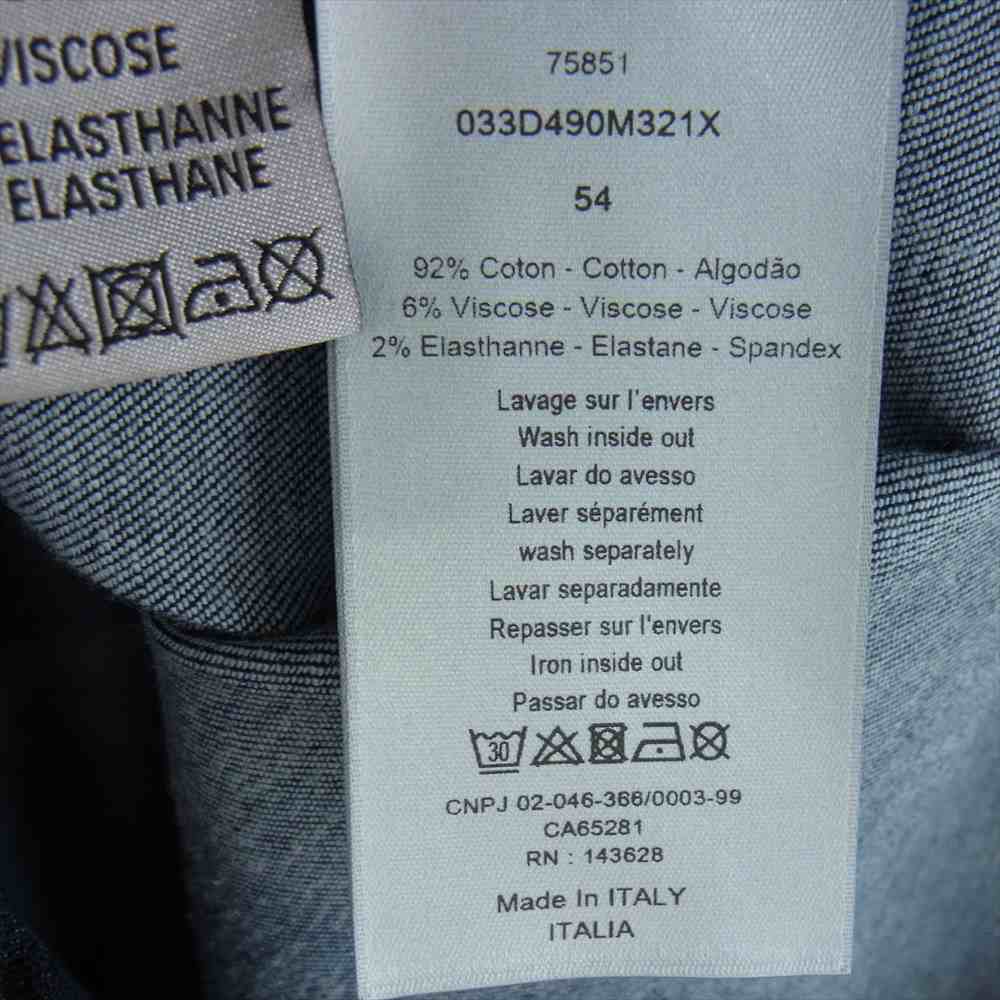 VISCOSE
ELASTHANNE
ELASTHANE
75851
033D490M321X
54
92% Coton - Cotton - Algodão
6% Viscose - Viscose - Viscose
2% Elasthanne - Elastane - Spandex
Lavage sur l'envers
Wash inside out
Lavar do avesso
Laver séparément
wash separately
Lavar separadamente
Repasser sur l'envers
Iron inside out
Passar do avesso
30
CNPJ 02-046-366/0003-99
CA65281
RN : 143628
Made In ITALY
ITALIA